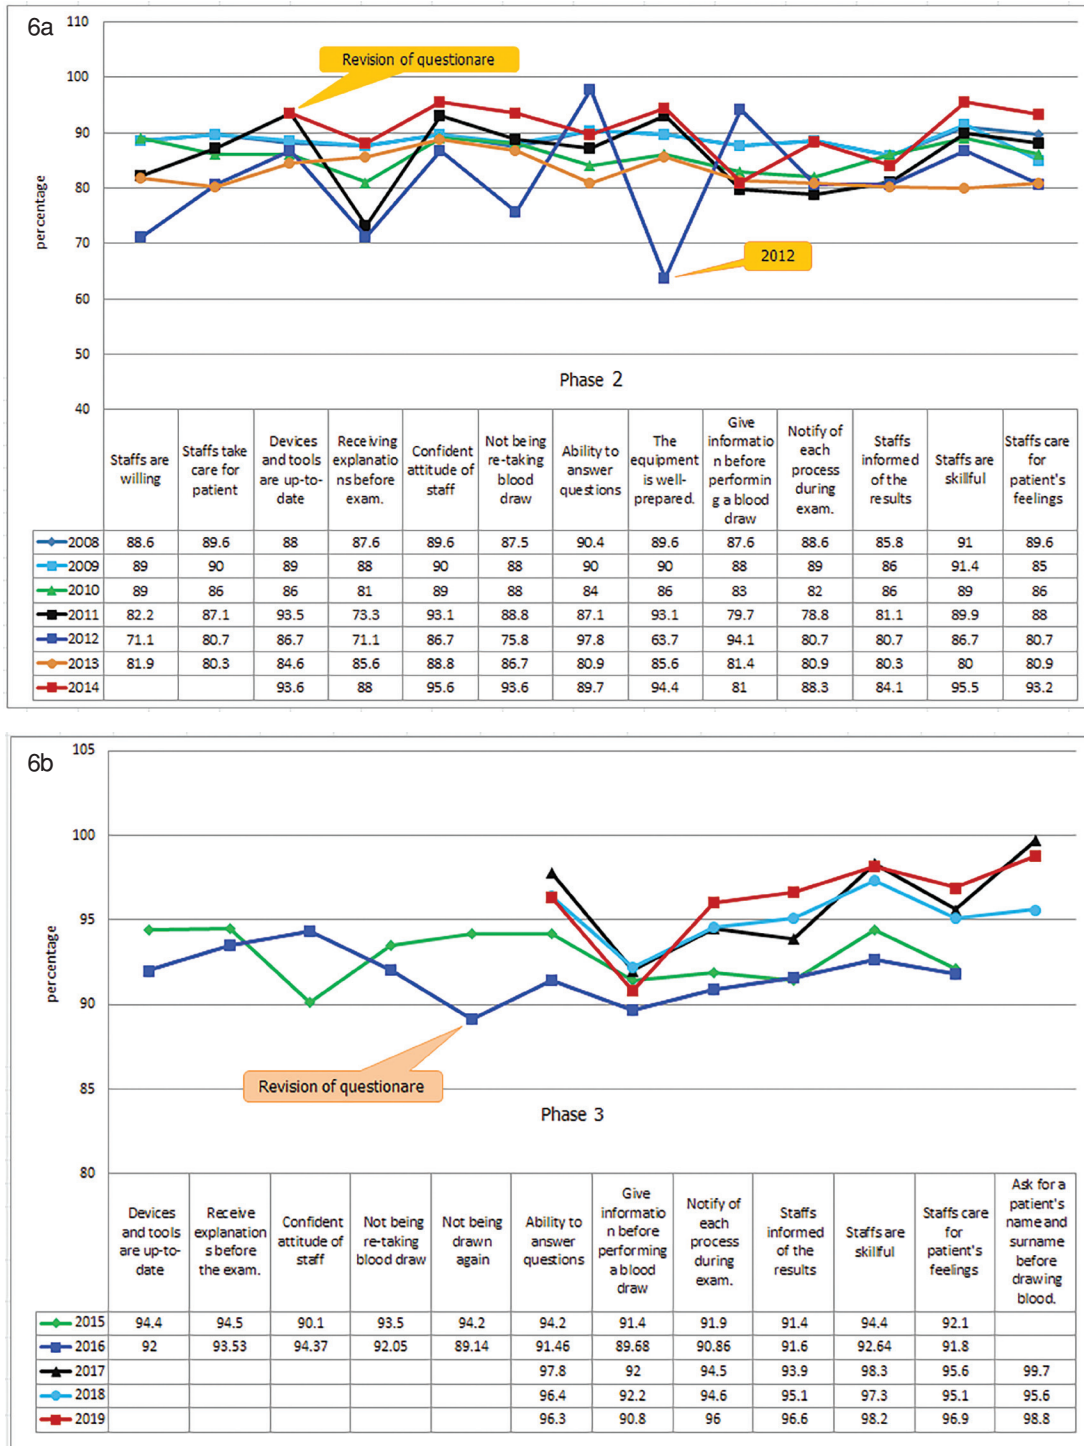 6a
110
Revision of questionare
100
90
80
70
2012
60
50
Phase 2
40
percentage
Staffs are
willing
Staffs take
care for
patient
Devices
and tools
are up-to-
date
Receiving
explanatio
ns before
exam.
Confident
attitude of
staff
Not being
re-taking
blood
draw
Ability to
answer
questions
The
equipment
is well-
prepared.
Give
informatio
n before
performin
g a blood
draw
Notify of
each
process
during
exam.
Staffs
informed
of the
results
Staffs are
skillful
Staffs care
for
patient's
feelings
2008 88.6 89.6 88 87.6 89.6 87.5 90.4 89.6 87.6 88.6 85.8 91 89.6
2009 89 90 89 88 90 88 90 90 88 89 86 91.4 85
2010 89 86 86 81 89 88 84 86 83 82 86 89 86
2011 82.2 87.1 93.5 73.3 93.1 88.8 87.1 93.1 79.7 78.8 81.1 89.9 88
2012 71.1 80.7 86.7 71.1 86.7 75.8 97.8 63.7 94.1 80.7 80.7 86.7 80.7
2013 81.9 80.3 84.6 85.6 88.8 86.7 80.9 85.6 81.4 80.9 80.3 80 80.9
2014 93.6 88 95.6 93.6 89.7 94.4 81 88.3 84.1 95.5 93.2
6b
105
100
95
90
Revision of questionare
85
Phase 3
80
percentage
Devices
and tools
are up-to-
date
Receive
explanation
s before
the exam.
Confident
attitude of
staff
Not being
re-taking
blood draw
Not being
drawn
again
Ability to
answer
questions
Give
informatio
n before
performing
a blood
draw
Notify of
each
process
during
exam.
Staffs
informed
of the
results
Staffs are
skillful
Staffs care
for
patient's
feelings
Ask for a
patient's
name and
surname
before
drawing
blood.
2015 94.4 94.5 90.1 93.5 94.2 94.2 91.4 91.9 91.4 94.4 92.1
2016 92 93.53 94.37 92.05 89.14 91.46 89.68 90.86 91.6 92.64 91.8
2017 97.8 92 94.5 93.9 98.3 95.6 99.7
2018 96.4 92.2 94.6 95.1 97.3 95.1 95.6
2019 96.3 90.8 96 96.6 98.2 96.9 98.8